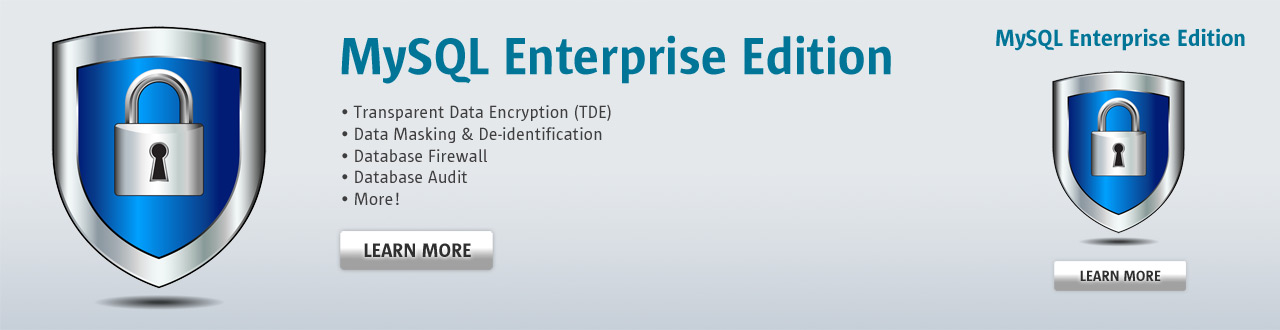 MySQL Enterprise Edition
• Transparent Data Encryption (TDE)
• Data Masking & De-identification
• Database Firewall
• Database Audit
• More!
LEARN MORE
MySQL Enterprise Edition
LEARN MORE